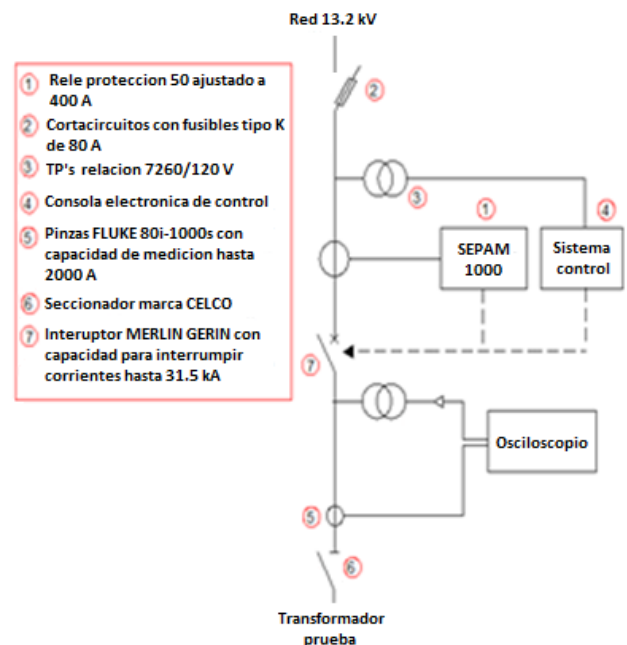 Red 13.2 kV
1 Rele proteccion 50 ajustado a
400 A
2 Cortacircuitos con fusibles tipo K
de 80 A
3 TP's relacion 7260/120 V
4 Consola electronica de control
5 Pinzas FLUKE 80i-1000s con
capacidad de medicion hasta
2000 A
6 Seccionador marca CELCO
7 Interuptor MERLIN GERIN con
capacidad para interrumpir
corrientes hasta 31.5 kA
2
3
1
4
SEPAM
1000
Sistema
control
7
Osciloscopio
5
6
Transformador
prueba